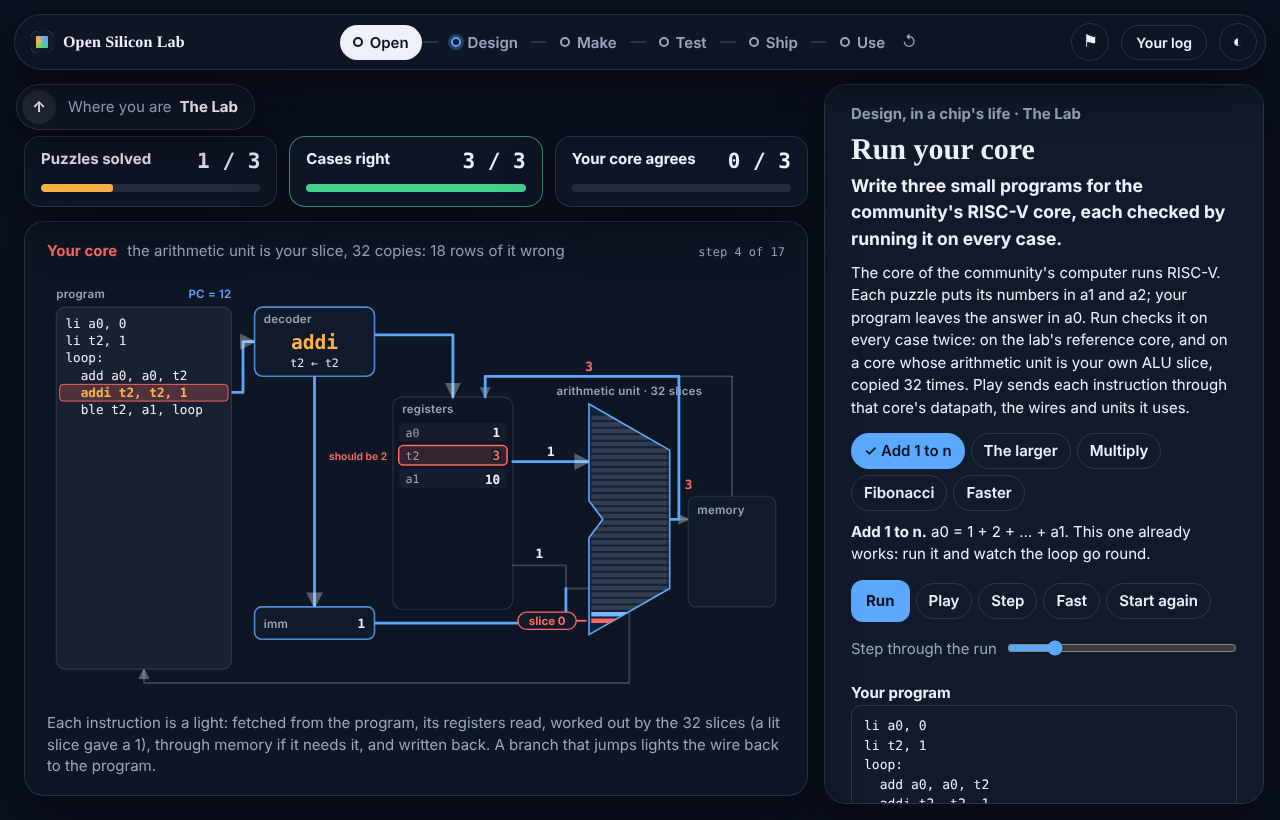 Open Silicon Lab
Open
Design
Make
Test
Ship
Use
Your log
Where you are The Lab
Puzzles solved 1 / 3
Cases right 3 / 3
Your core agrees 0 / 3
Your core the arithmetic unit is your slice, 32 copies: 18 rows of it wrong
step 4 of 17
program PC = 12
li a0, 0
li t2, 1
loop:
add a0, a0, t2
addi t2, t2, 1
ble t2, a1, loop
decoder
addi
t2 ← t2
registers
a0 1
should be 2
t2 3
a1 10
3
arithmetic unit · 32 slices
1
3
memory
1
imm 1
slice 0
Each instruction is a light: fetched from the program, its registers read, worked out by the 32 slices (a lit
slice gave a 1), through memory if it needs it, and written back. A branch that jumps lights the wire back
to the program.
Design, in a chip's life · The Lab
Run your core
Write three small programs for the
community's RISC-V core, each checked by
running it on every case.
The core of the community's computer runs RISC-V.
Each puzzle puts its numbers in a1 and a2; your
program leaves the answer in a0. Run checks it on
every case twice: on the lab's reference core, and on
a core whose arithmetic unit is your own ALU slice,
copied 32 times. Play sends each instruction through
that core's datapath, the wires and units it uses.
✓ Add 1 to n
The larger
Multiply
Fibonacci
Faster
Add 1 to n. a0 = 1 + 2 + … + a1. This one already
works: run it and watch the loop go round.
Run
Play
Step
Fast
Start again
Step through the run
Your program
li a0, 0
li t2, 1
loop:
add a0, a0, t2
addi t2, t2, 1